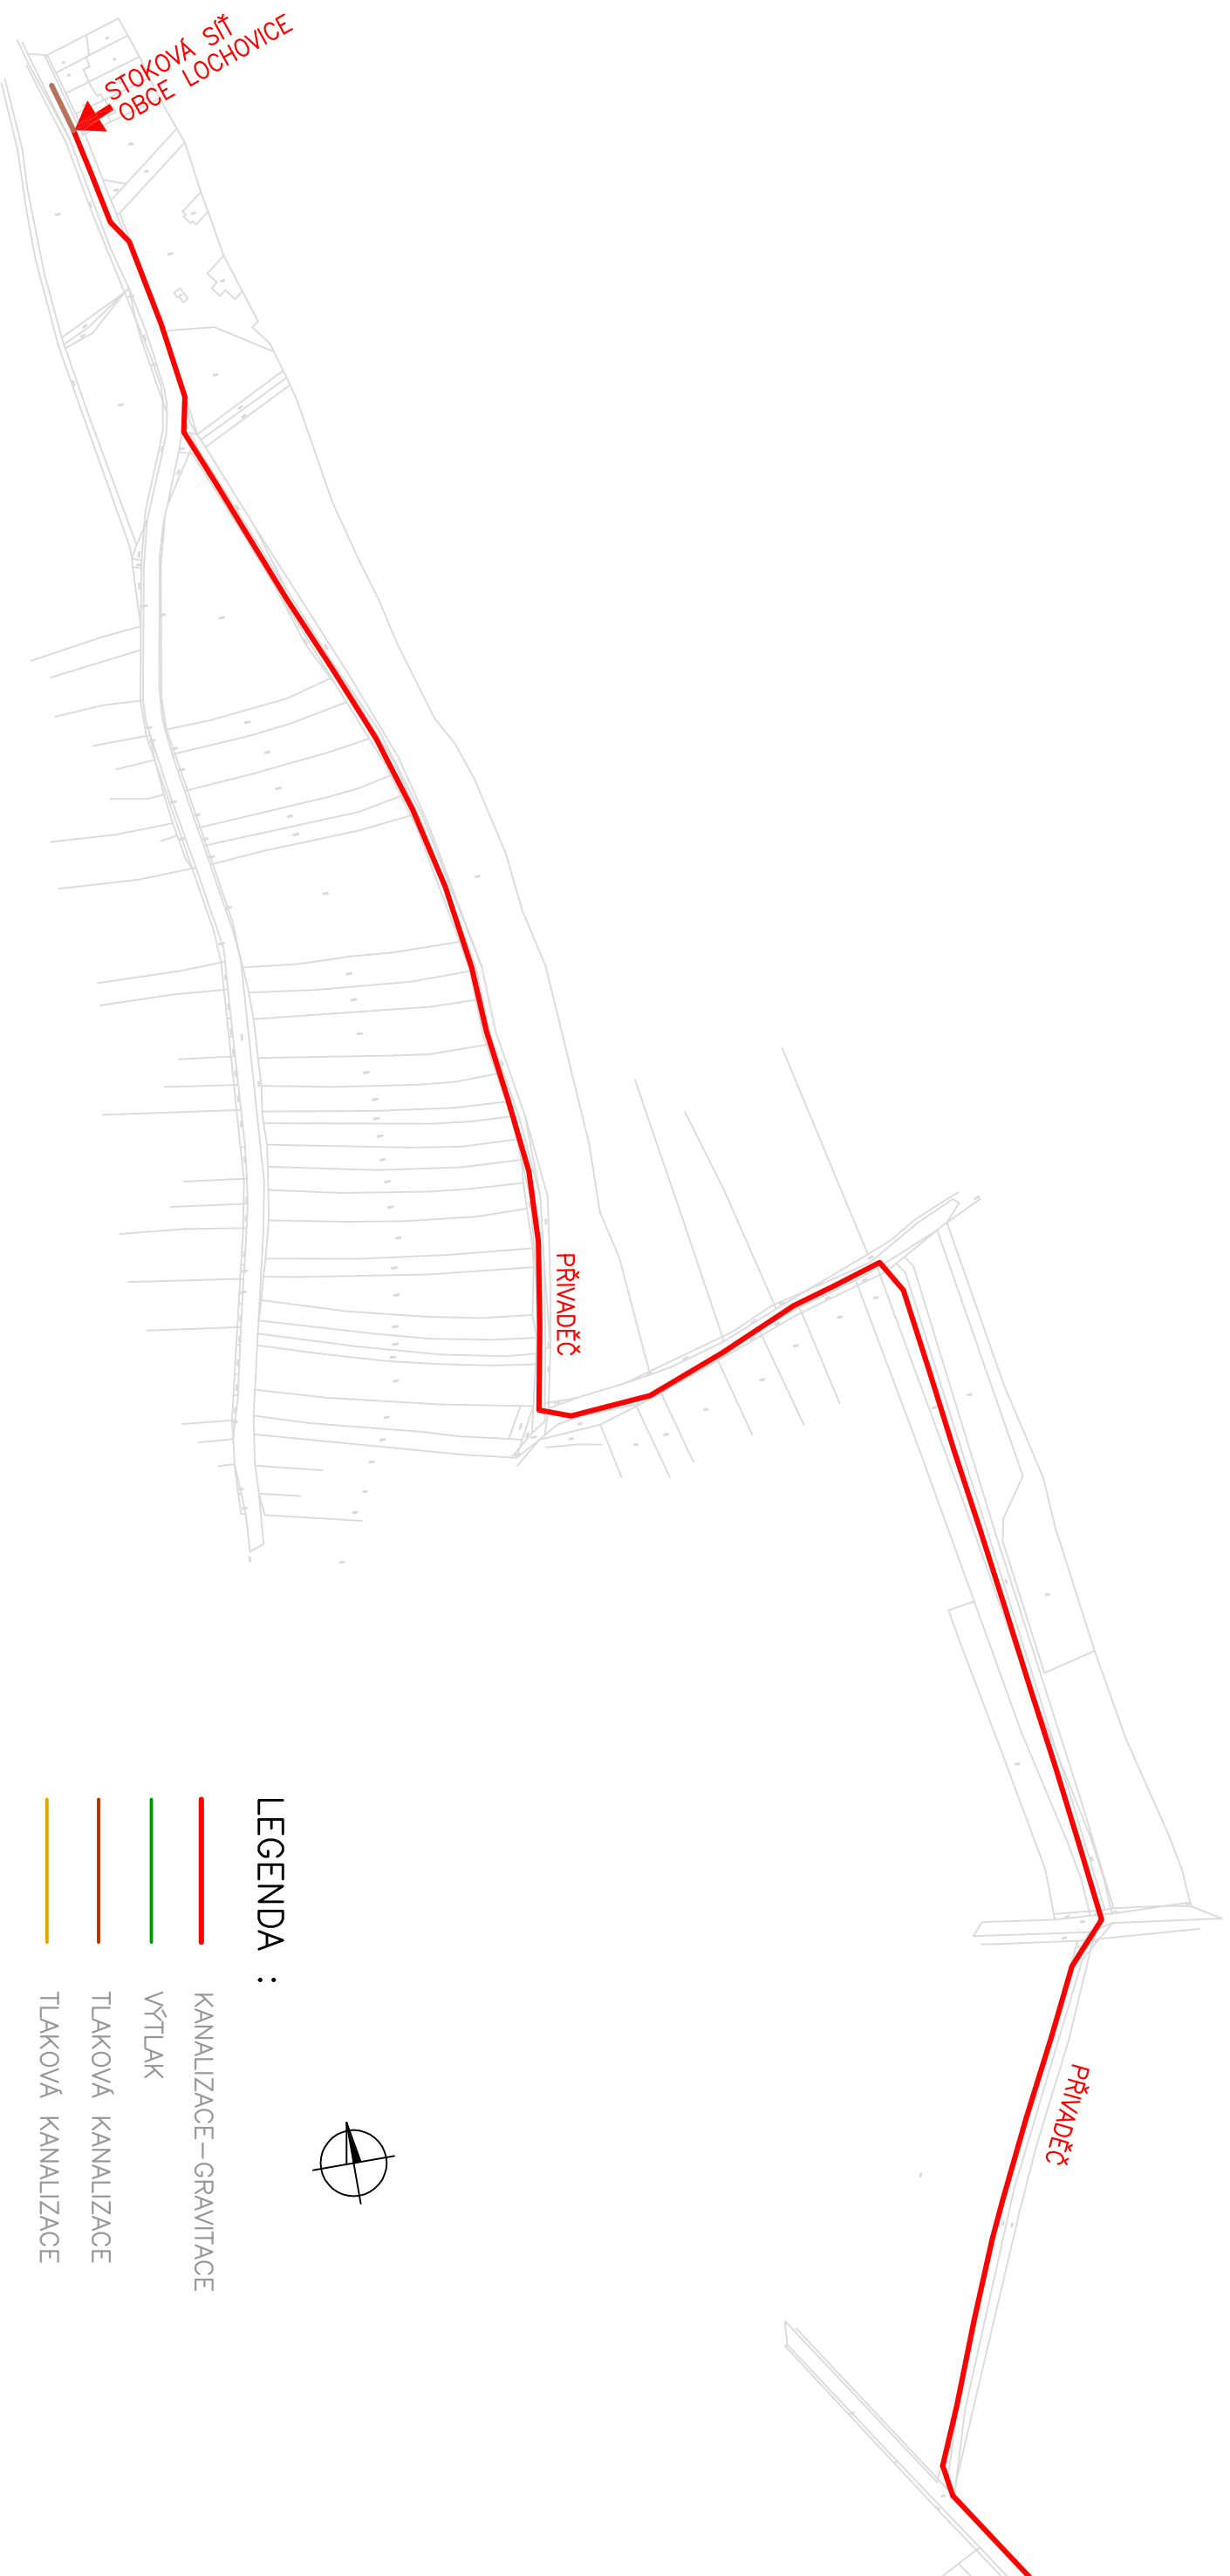 STOKOVÁ SÍŤ
OBCE LOCHOVICE
PŘIVADĚČ
PŘIVADĚČ
LEGENDA :
KANALIZACE-GRAVITACE
VÝTLAK
TLAKOVÁ KANALIZACE
TLAKOVÁ KANALIZACE